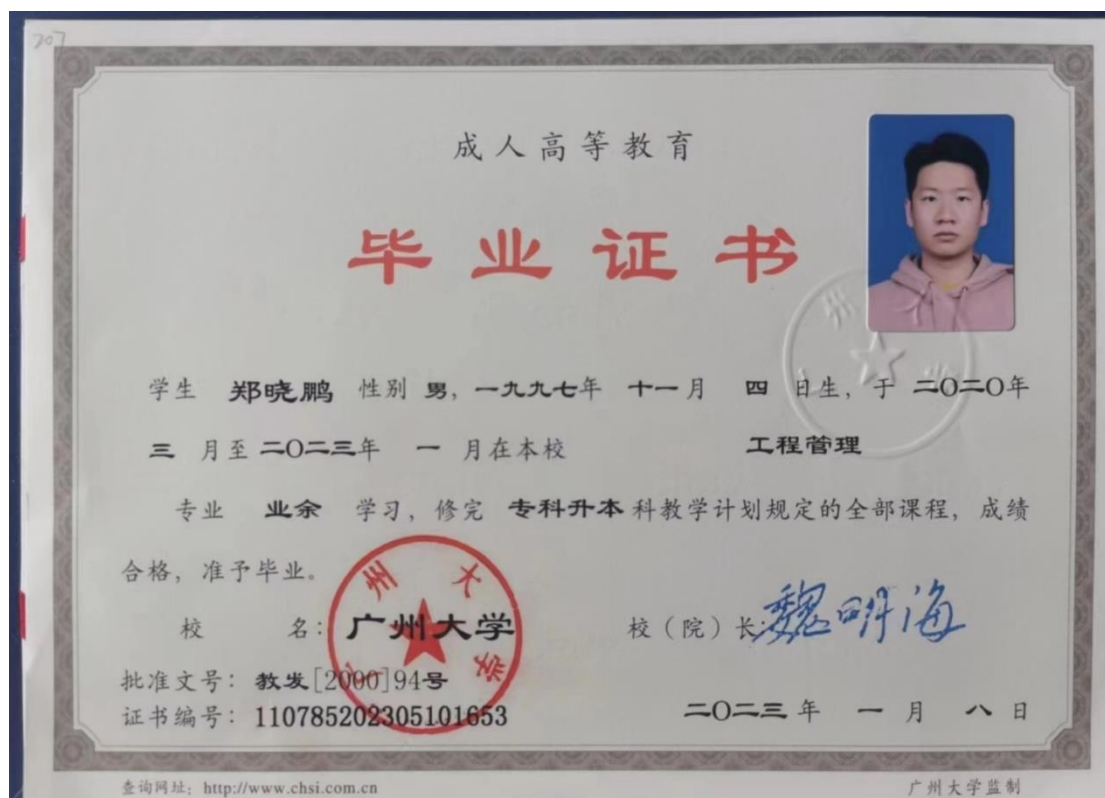 707
成人高等教育
毕业证书
学生 郑晓鹏 性别 男，一九九七年 十一月 四 日生，于 二〇二〇年
三 月至 二〇二三年 一 月在本校 工程管理
专业 业余 学习，修完 专科升本 科教学计划规定的全部课程，成绩
合格，准予毕业。
校 名：广州大学 校（院）长：魏明海
批准文号：教发[2000]94号
证书编号：110785202305101653
二〇二三 年 一 月 八 日
广州大学
查询网址：http://www.chsi.com.cn 广州大学监制